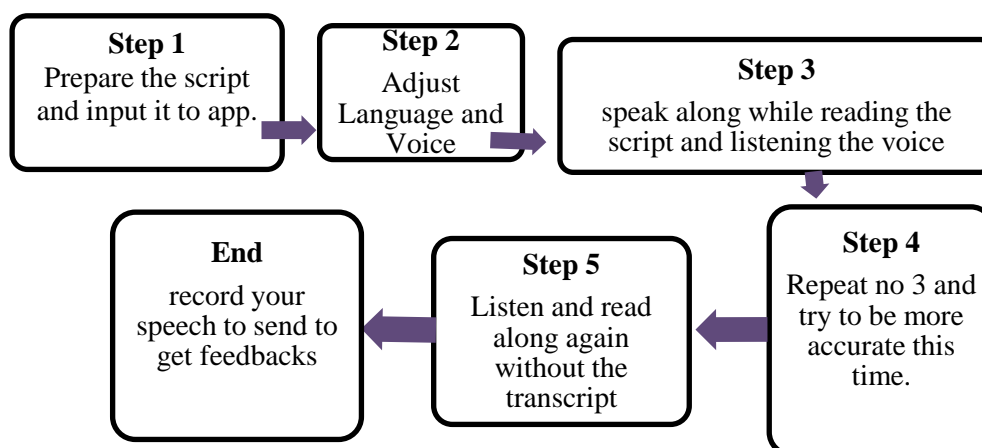 Step 1
Prepare the script
and input it to app.
Step 2
Adjust
Language and
Voice
Step 3
speak along while reading the
script and listening the voice
Step 4
Repeat no 3 and
try to be more
accurate this
time.
Step 5
Listen and read
along again
without the
transcript
End
record your
speech to send to
get feedbacks